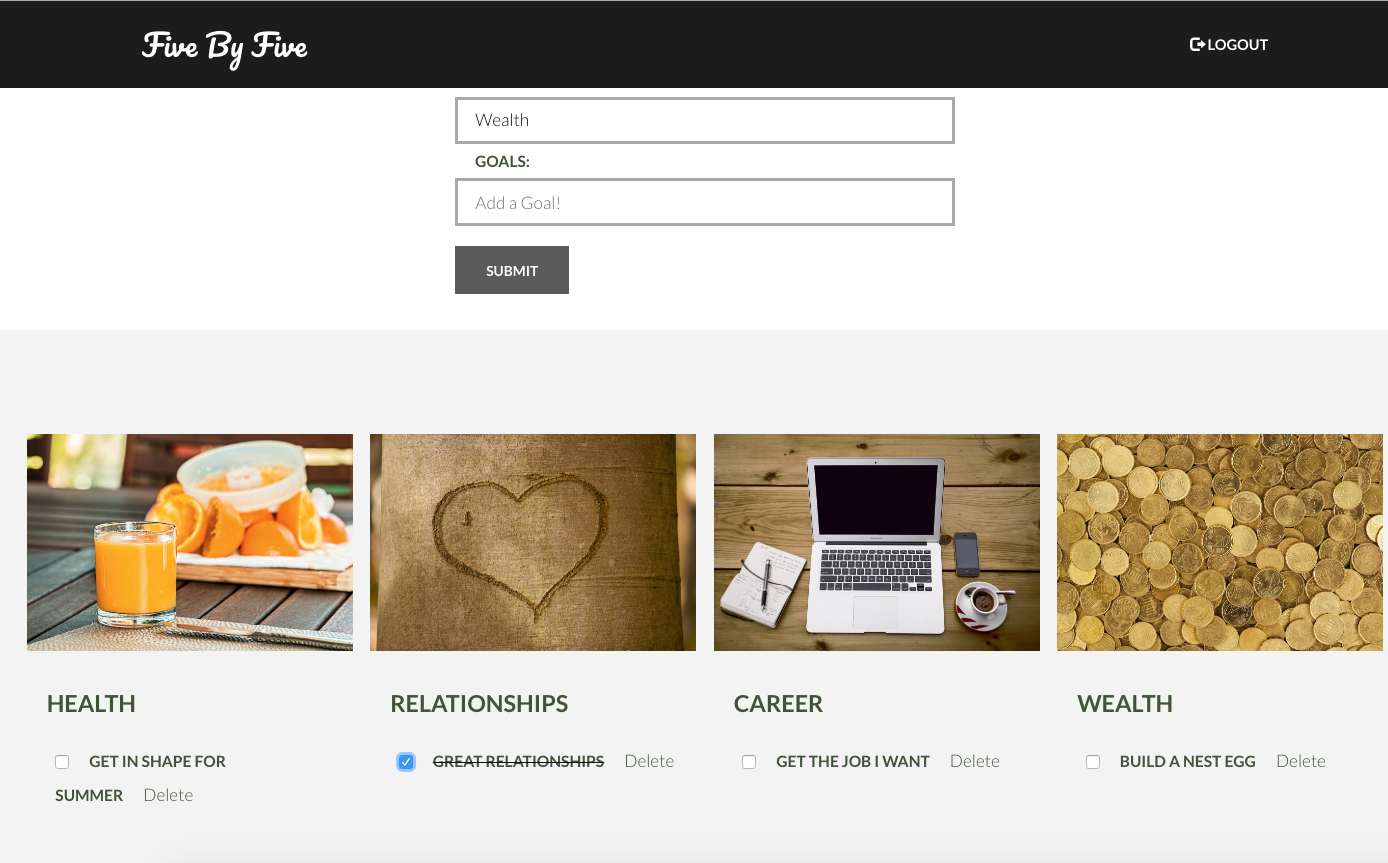 Five By Five
LOGOUT
Wealth
GOALS:
Add a Goal!
SUBMIT
HEALTH
GET IN SHAPE FOR
SUMMER Delete
RELATIONSHIPS
GREAT RELATIONSHIPS Delete
CAREER
GET THE JOB I WANT Delete
WEALTH
BUILD A NEST EGG Delete